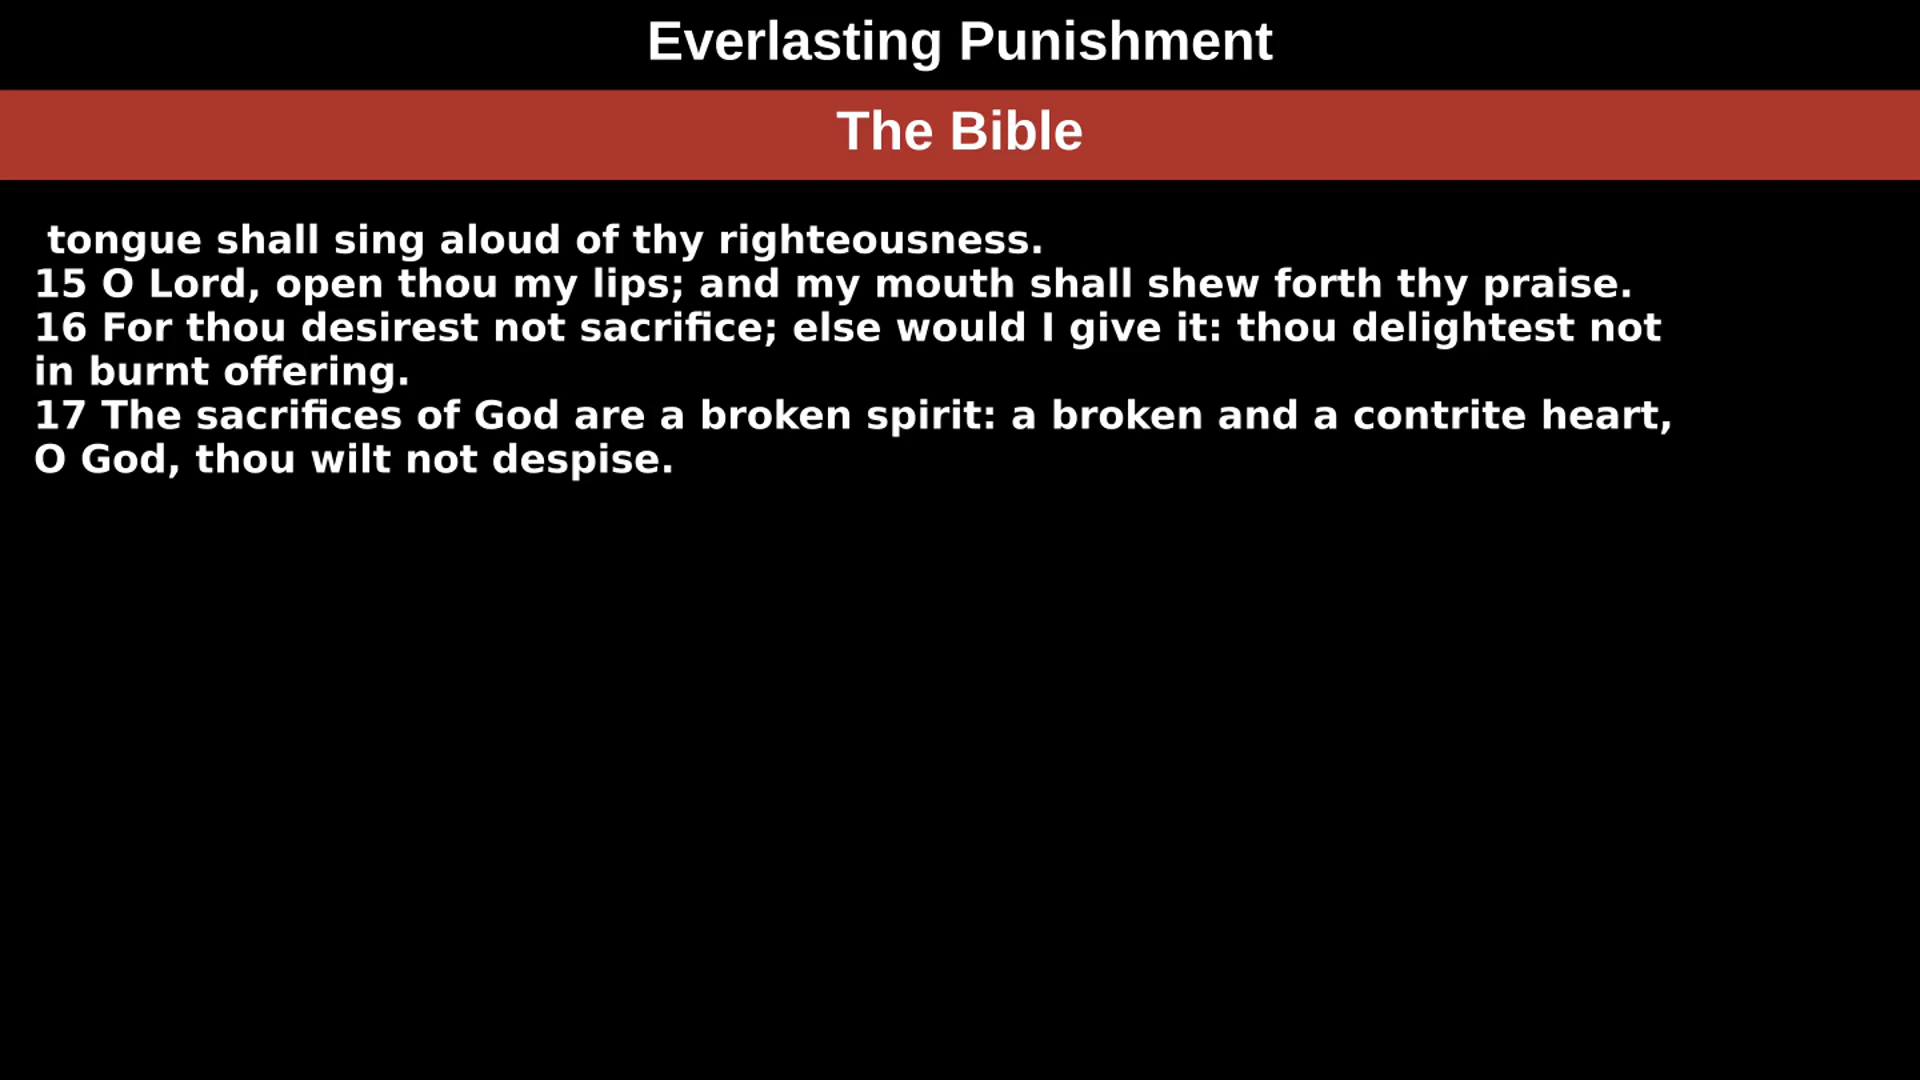 Everlasting Punishment
The Bible
tongue shall sing aloud of thy righteousness.
15 O Lord, open thou my lips; and my mouth shall shew forth thy praise.
16 For thou desirest not sacrifice; else would I give it: thou delightest not
in burnt offering.
17 The sacrifices of God are a broken spirit: a broken and a contrite heart,
O God, thou wilt not despise.